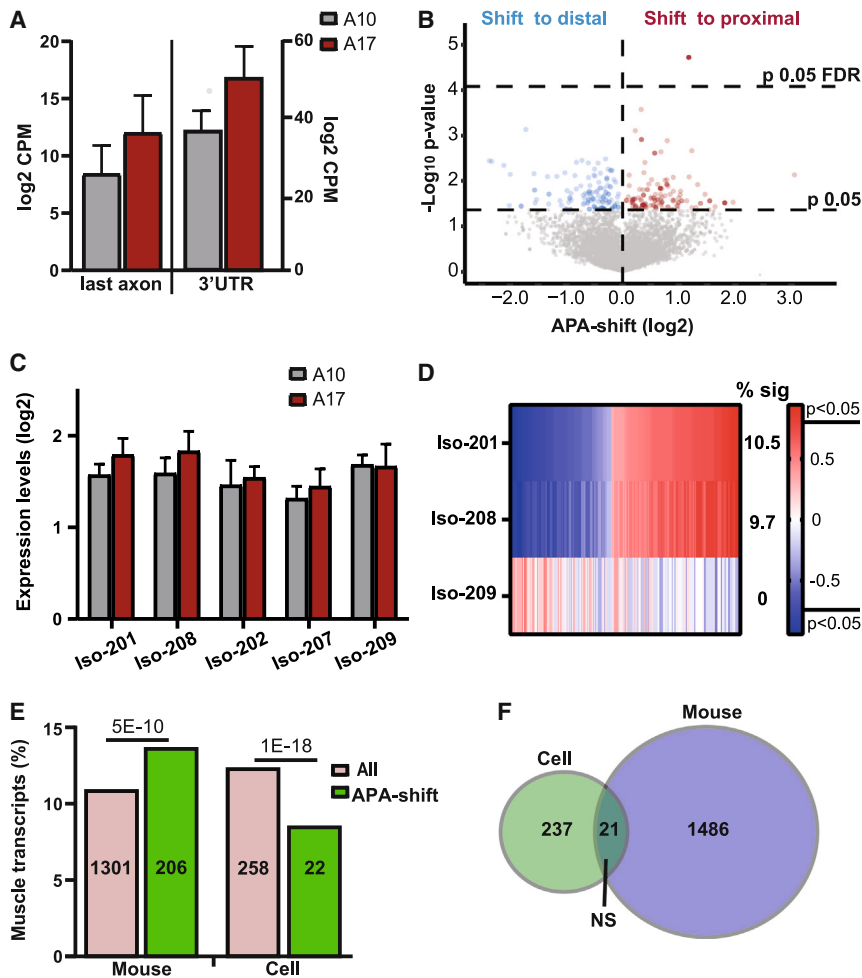 A
A10
A17
20
15
10
5
0
log2 CPM
60
40
20
0
log2 CPM
last axon
3'UTR
B
Shift to distal
Shift to proximal
5
4
3
2
1
0
-Log10 p-value
p 0.05 FDR
p 0.05
−2.0
−1.0
0.0
1.0
2.0
3.0
APA-shift (log2)
C
A10
A17
2
1
0
Expression levels (log2)
Iso-201
Iso-208
Iso-202
Iso-207
Iso-209
D
% sig
Iso-201
10.5
Iso-208
9.7
Iso-209
0
p<0.05
0.5
0
-0.5
p<0.05
E
5E-10
1E-18
All
APA-shift
15
10
5
0
Muscle transcripts (%)
1301
206
258
22
Mouse
Cell
F
Mouse
Cell
237
21
1486
NS